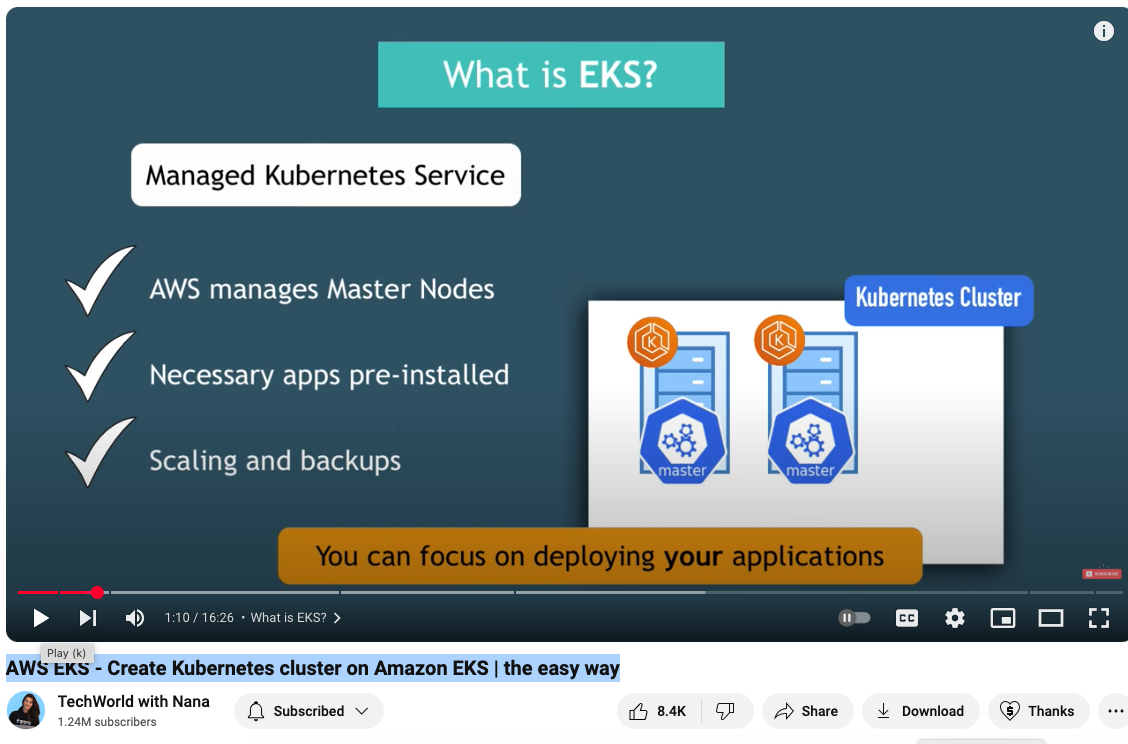 What is EKS?
Managed Kubernetes Service
AWS manages Master Nodes
Necessary apps pre-installed
Scaling and backups
Kubernetes Cluster
K
K
master
master
You can focus on deploying your applications
SUBSCRIBE
1:10 / 16:26 • What is EKS?
CC
Play (k)
AWS EKS - Create Kubernetes cluster on Amazon EKS | the easy way
TechWorld with Nana
1.24M subscribers
Subscribed
8.4K
Share
Download
Thanks